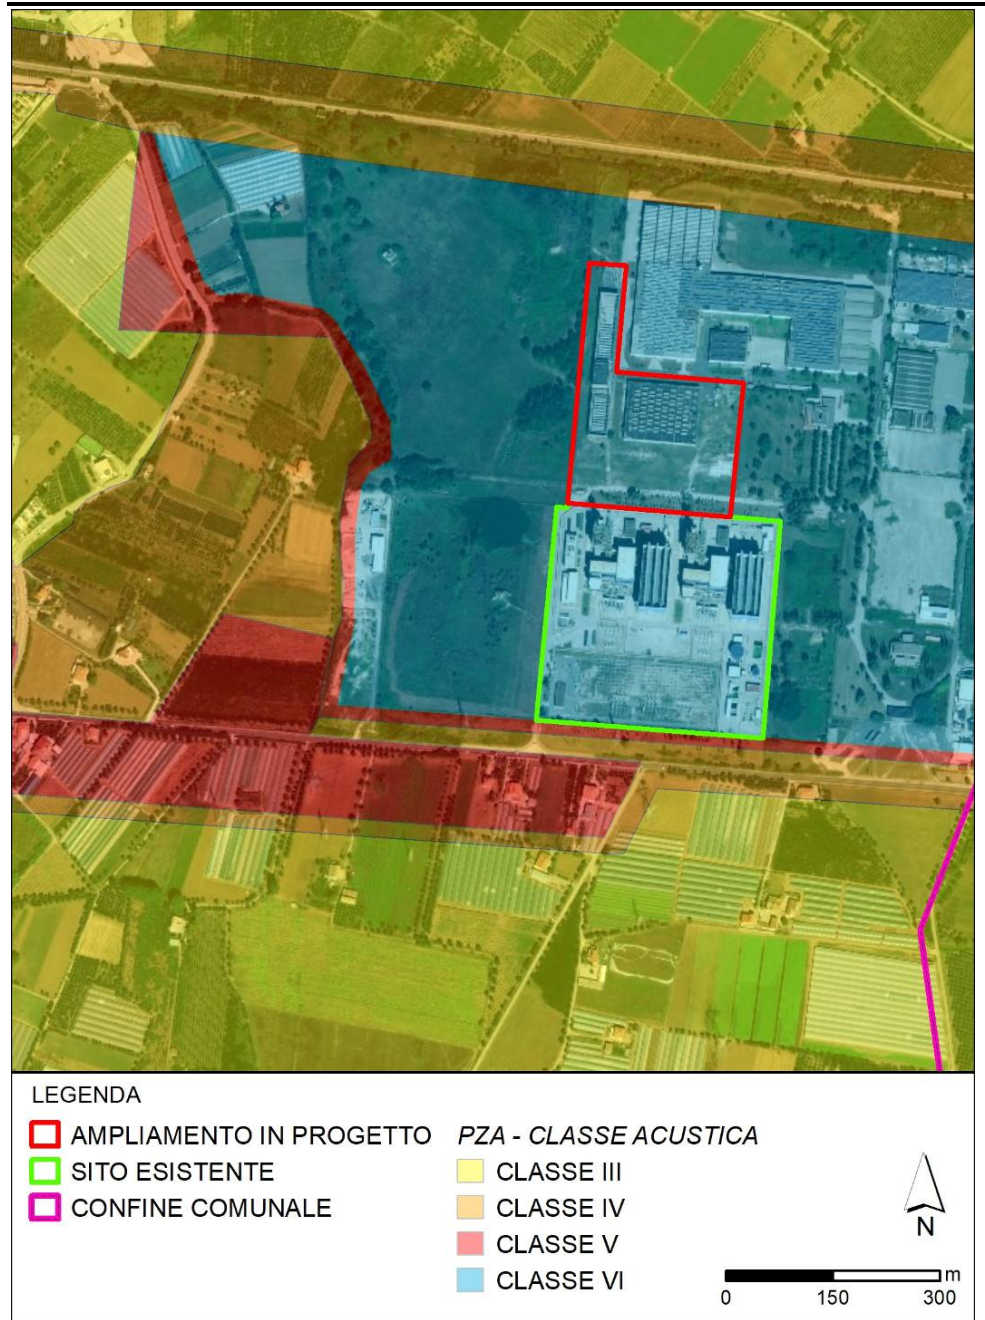 LEGENDA
AMPLIAMENTO IN PROGETTO
SITO ESISTENTE
CONFINE COMUNALE
PZA - CLASSE ACUSTICA
CLASSE III
CLASSE IV
CLASSE V
CLASSE VI
N
m
0 150 300